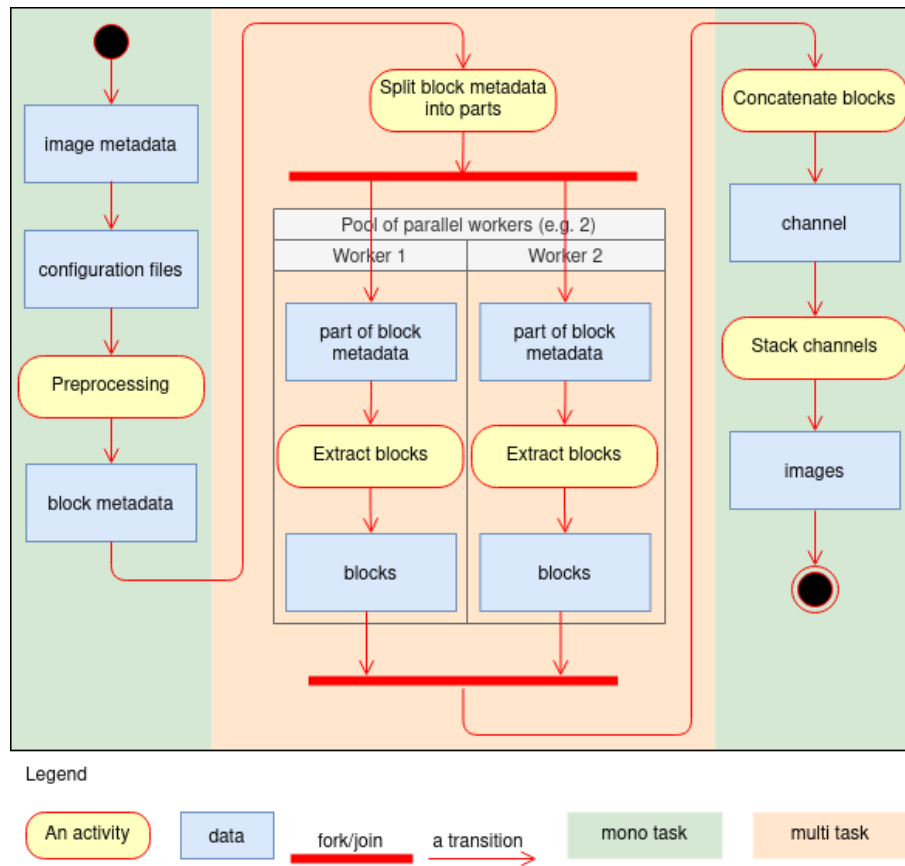 image metadata
configuration files
Preprocessing
block metadata
Split block metadata
into parts
Pool of parallel workers (e.g. 2)
Worker 1
Worker 2
part of block
metadata
part of block
metadata
Extract blocks
Extract blocks
blocks
blocks
Concatenate blocks
channel
Stack channels
images
Legend
An activity
data
fork/join
a transition
mono task
multi task